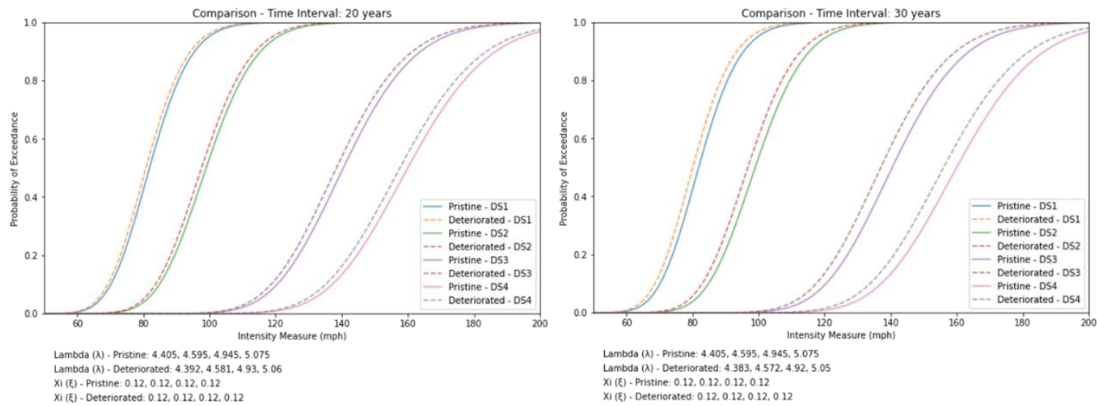 Comparison - Time Interval: 20 years
Probability of Exceedance
1.0
0.8
0.6
0.4
0.2
0.0
60 80 100 120 140 160 180 200
Intensity Measure (mph)
Pristine - DS1
Deteriorated - DS1
Pristine - DS2
Deteriorated - DS2
Pristine - DS3
Deteriorated - DS3
Pristine - DS4
Deteriorated - DS4
Lambda (λ) - Pristine: 4.405, 4.595, 4.945, 5.075
Lambda (λ) - Deteriorated: 4.392, 4.581, 4.93, 5.06
Xi (ξ) - Pristine: 0.12, 0.12, 0.12, 0.12
Xi (ξ) - Deteriorated: 0.12, 0.12, 0.12, 0.12
Comparison - Time Interval: 30 years
Probability of Exceedance
1.0
0.8
0.6
0.4
0.2
0.0
60 80 100 120 140 160 180 200
Intensity Measure (mph)
Pristine - DS1
Deteriorated - DS1
Pristine - DS2
Deteriorated - DS2
Pristine - DS3
Deteriorated - DS3
Pristine - DS4
Deteriorated - DS4
Lambda (λ) - Pristine: 4.405, 4.595, 4.945, 5.075
Lambda (λ) - Deteriorated: 4.383, 4.572, 4.92, 5.05
Xi (ξ) - Pristine: 0.12, 0.12, 0.12, 0.12
Xi (ξ) - Deteriorated: 0.12, 0.12, 0.12, 0.12